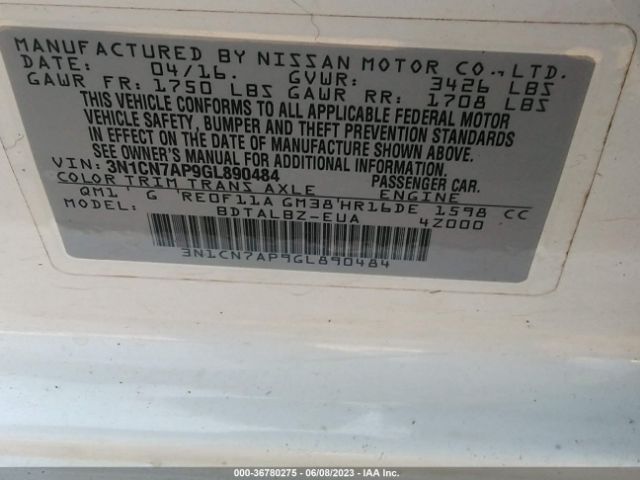 MANUFACTURED BY NISSAN MOTOR CO.,LTD.
DATE: 04/16. GVWR: 3426 LBS
GAWR FR: 1750 LBS GAWR RR: 1708 LBS
THIS VEHICLE CONFORMS TO ALL APPLICABLE FEDERAL MOTOR
VEHICLE SAFETY, BUMPER AND THEFT PREVENTION STANDARDS
IN EFFECT ON THE DATE OF MANUFACTURE SHOWN ABOVE.
SEE OWNER'S MANUAL FOR ADDITIONAL INFORMATION.
VIN: 3N1CN7AP9GL890484 PASSENGER CAR.
COLOR TRIM TRANS AXLE ENGINE
QM1 G RE0F11A GM38 HR16DE 1598 CC
MODEL: BDTALBZ-EUA 4Z000
3N1CN7AP9GL890484
000-36780275 - 06/08/2023 - IAAI.COM